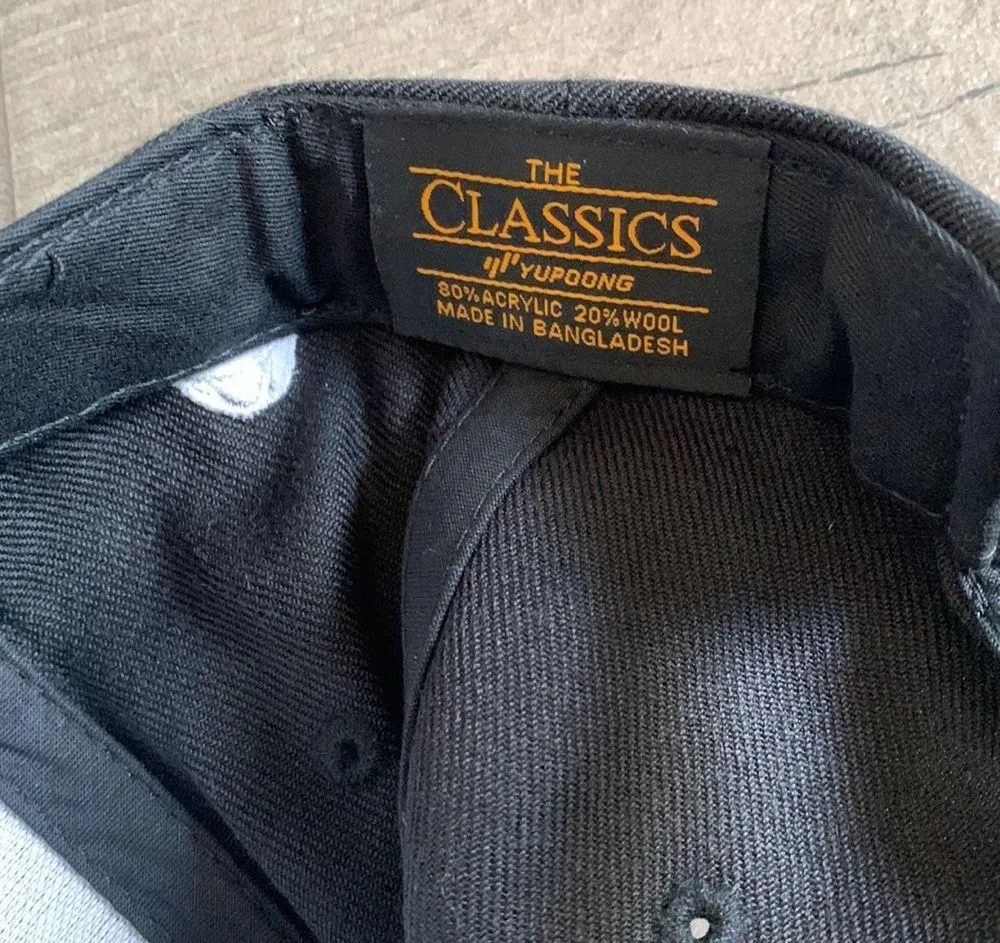 THE
CLASSICS
YUPOONG
80% ACRYLIC 20% WOOL
MADE IN BANGLADESH